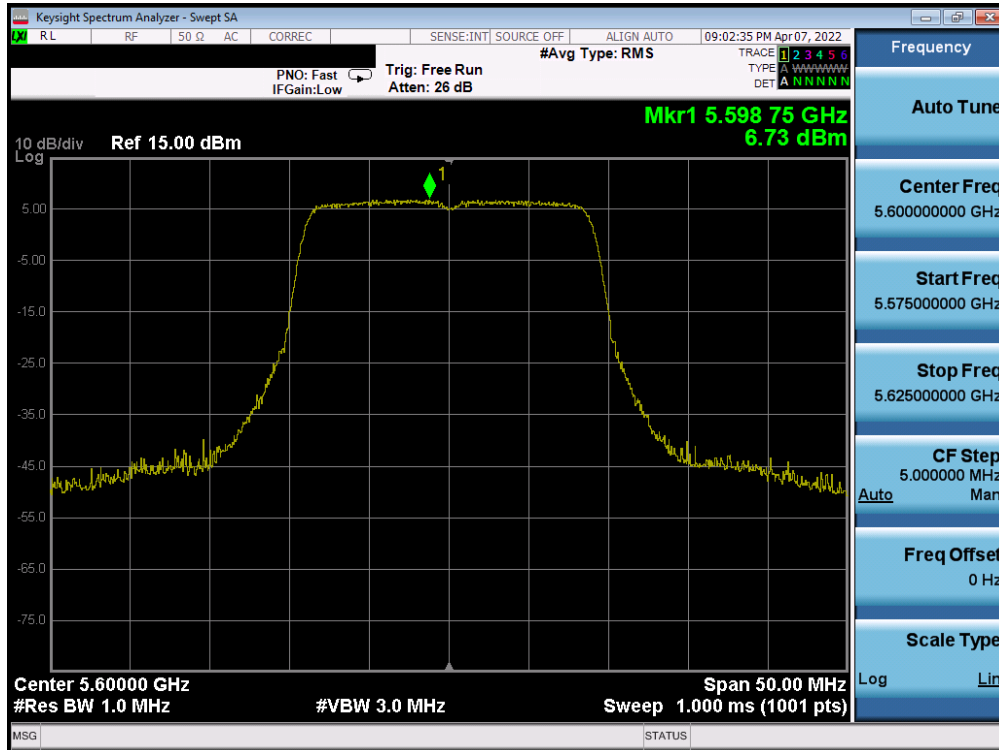 Keysight Spectrum Analyzer - Swept SA
LXI RL RF 50 Ω AC CORREC SENSE:INT SOURCE OFF ALIGN AUTO 09:02:35 PM Apr 07, 2022
#Avg Type: RMS
PNO: Fast
IFGain:Low
Trig: Free Run
Atten: 26 dB
TRACE 1 2 3 4 5 6
TYPE A WWWWW
DET A N N N N N
Mkr1 5.598 75 GHz
6.73 dBm
10 dB/div
Log
Ref 15.00 dBm
1
5.00
-5.00
-15.0
-25.0
-35.0
-45.0
-55.0
-65.0
-75.0
Center 5.60000 GHz
Span 50.00 MHz
#Res BW 1.0 MHz
#VBW 3.0 MHz
Sweep 1.000 ms (1001 pts)
MSG
STATUS
Frequency
Auto Tune
Center Freq
5.600000000 GHz
Start Freq
5.575000000 GHz
Stop Freq
5.625000000 GHz
CF Step
5.000000 MHz
Auto Man
Freq Offset
0 Hz
Scale Type
Log Lin